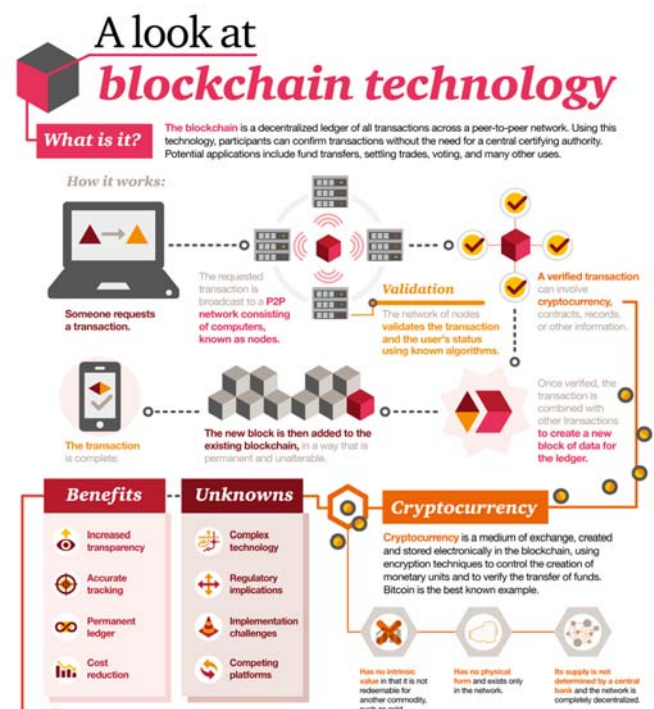 A look at
blockchain technology
What is it?
The blockchain is a decentralized ledger of all transactions across a peer-to-peer network. Using this
technology, participants can confirm transactions without the need for a central certifying authority.
Potential applications include fund transfers, settling trades, voting, and many other uses.
How it works:
Someone requests
a transaction.
The requested
transaction is
broadcast to a P2P
network consisting
of computers,
known as nodes.
Validation
The network of nodes
validates the transaction
and the user's status
using known algorithms.
A verified transaction
can involve
cryptocurrency,
contracts, records,
or other information.
Once verified, the
transaction is
combined with
other transactions
to create a new
block of data for
the ledger.
The new block is then added to the
existing blockchain, in a way that is
permanent and unalterable.
The transaction
is complete.
Benefits
Increased
transparency
Accurate
tracking
Permanent
ledger
Cost
reduction
Unknowns
Complex
technology
Regulatory
implications
Implementation
challenges
Competing
platforms
Cryptocurrency
Cryptocurrency is a medium of exchange, created
and stored electronically in the blockchain, using
encryption techniques to control the creation of
monetary units and to verify the transfer of funds.
Bitcoin is the best known example.
Has no intrinsic
value in that it is not
redeemable for
another commodity,
such as gold.
Has no physical
form and exists only
in the network.
Its supply is not
determined by a central
bank and the network is
completely decentralized.